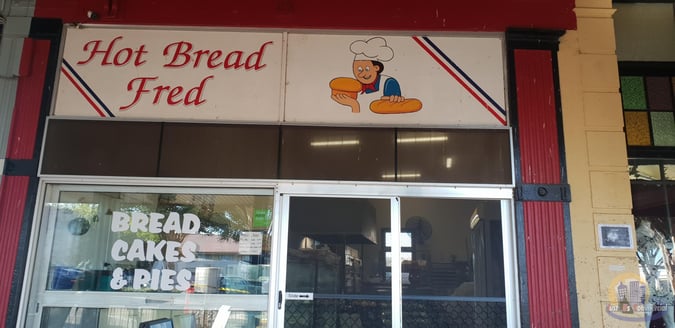 Hot Bread
Fred
BREAD
CAKES
& PIES